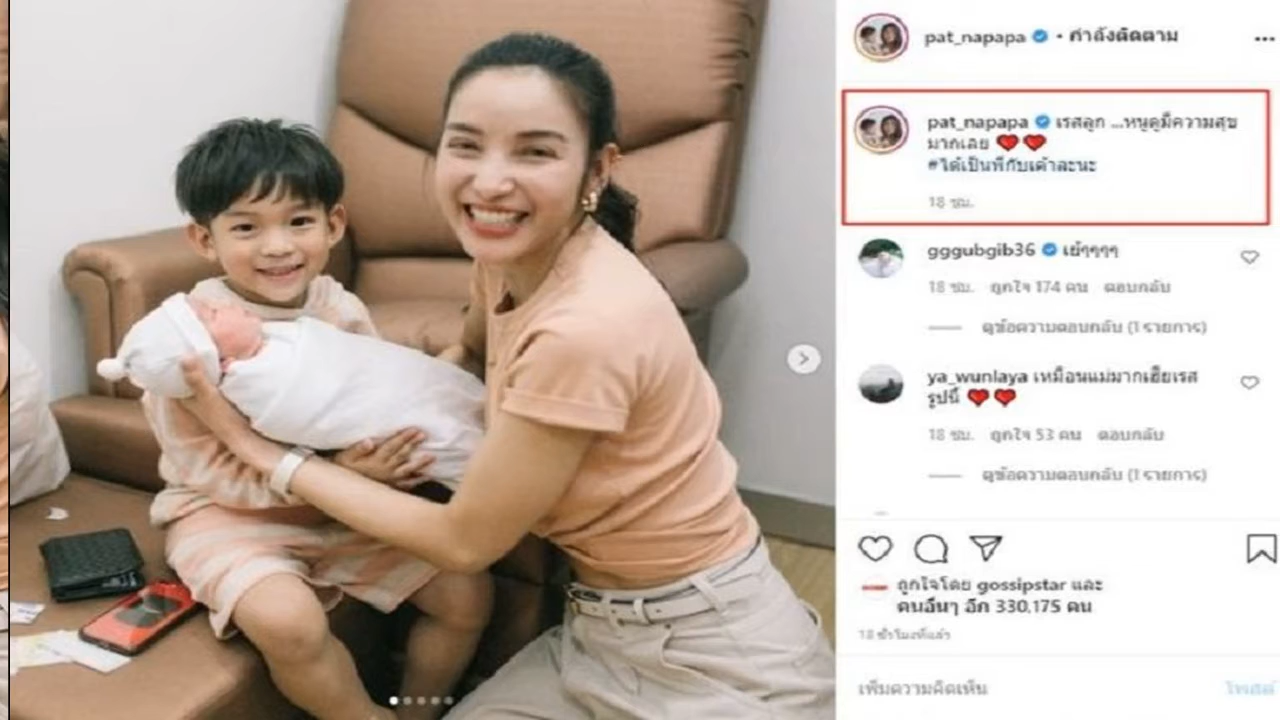 pat_napapa • กำลังติดตาม
pat_napapa เรสลูก ...หนูดูมีความสุข
มากเลย ❤❤
#ได้เป็นพี่กับเค้าละนะ
18 ชม.
gggubgib36 เย้ๆๆๆๆ
18 ชม. ถูกใจ 174 คน ตอบกลับ
ดูข้อความตอบกลับ (1 รายการ)
ya_wunlaya เหมือนแม่มากเฮียเรส
รูปนี้ ❤❤
18 ชม. ถูกใจ 53 คน ตอบกลับ
ดูข้อความตอบกลับ (1 รายการ)
ถูกใจโดย gossipstar และ
คนอื่นๆ อีก 330,175 คน
18 ชั่วโมงที่แล้ว
เพิ่มความคิดเห็น
โพสต์